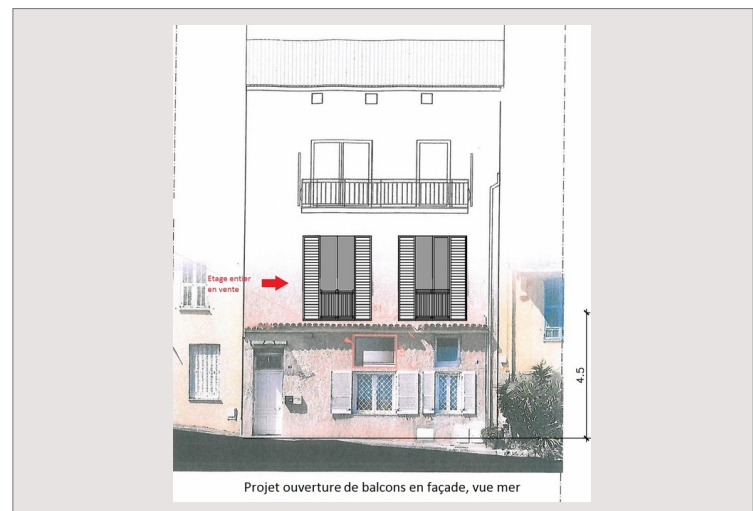 Etage entier
en vente
4.5
Projet ouverture de balcons en façade, vue mer